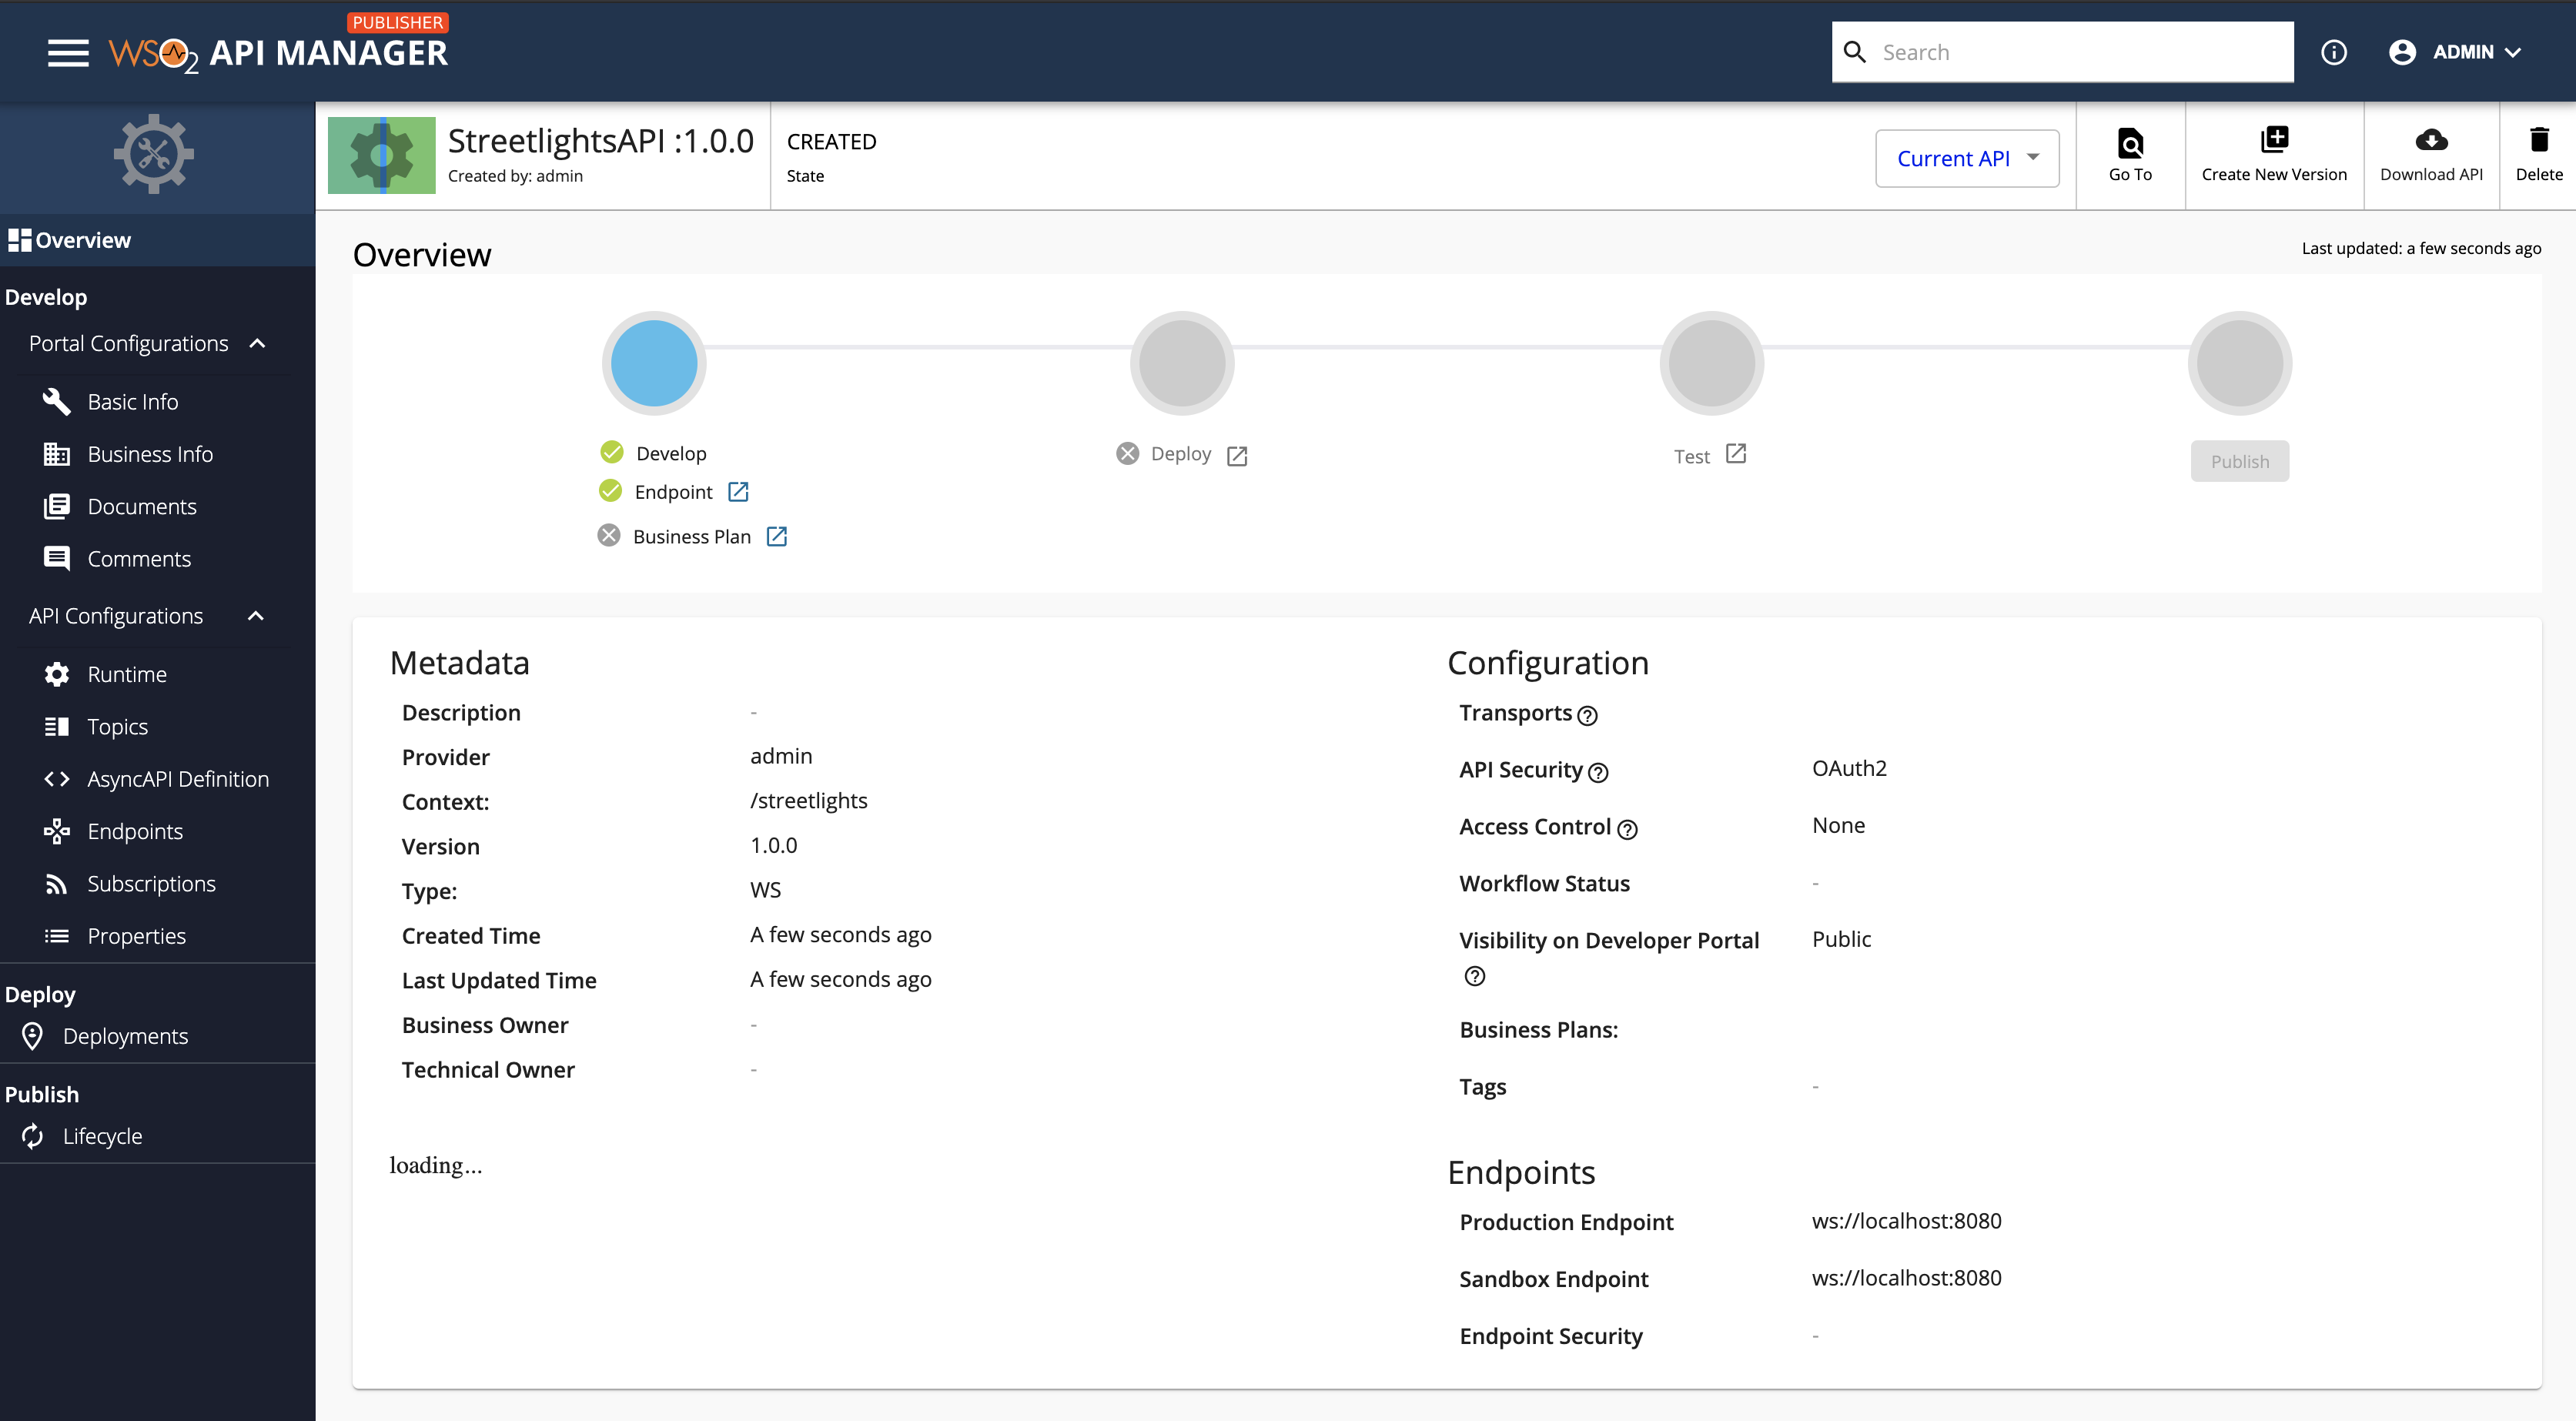 PUBLISHER
WSO2 API MANAGER
Search
ADMIN
StreetlightsAPI :1.0.0
Created by: admin
CREATED
State
Current API
Go To
Create New Version
Download API
Delete
Overview
Develop
Portal Configurations
Basic Info
Business Info
Documents
Comments
API Configurations
Runtime
Topics
AsyncAPI Definition
Endpoints
Subscriptions
Properties
Deploy
Deployments
Publish
Lifecycle
Overview
Last updated: a few seconds ago
Develop
Endpoint
Business Plan
Deploy
Test
Publish
Metadata
Description -
Provider admin
Context: /streetlights
Version 1.0.0
Type: WS
Created Time A few seconds ago
Last Updated Time A few seconds ago
Business Owner -
Technical Owner -
loading...
Configuration
Transports ?
API Security ? OAuth2
Access Control ? None
Workflow Status -
Visibility on Developer Portal Public
?
Business Plans:
Tags -
Endpoints
Production Endpoint ws://localhost:8080
Sandbox Endpoint ws://localhost:8080
Endpoint Security -